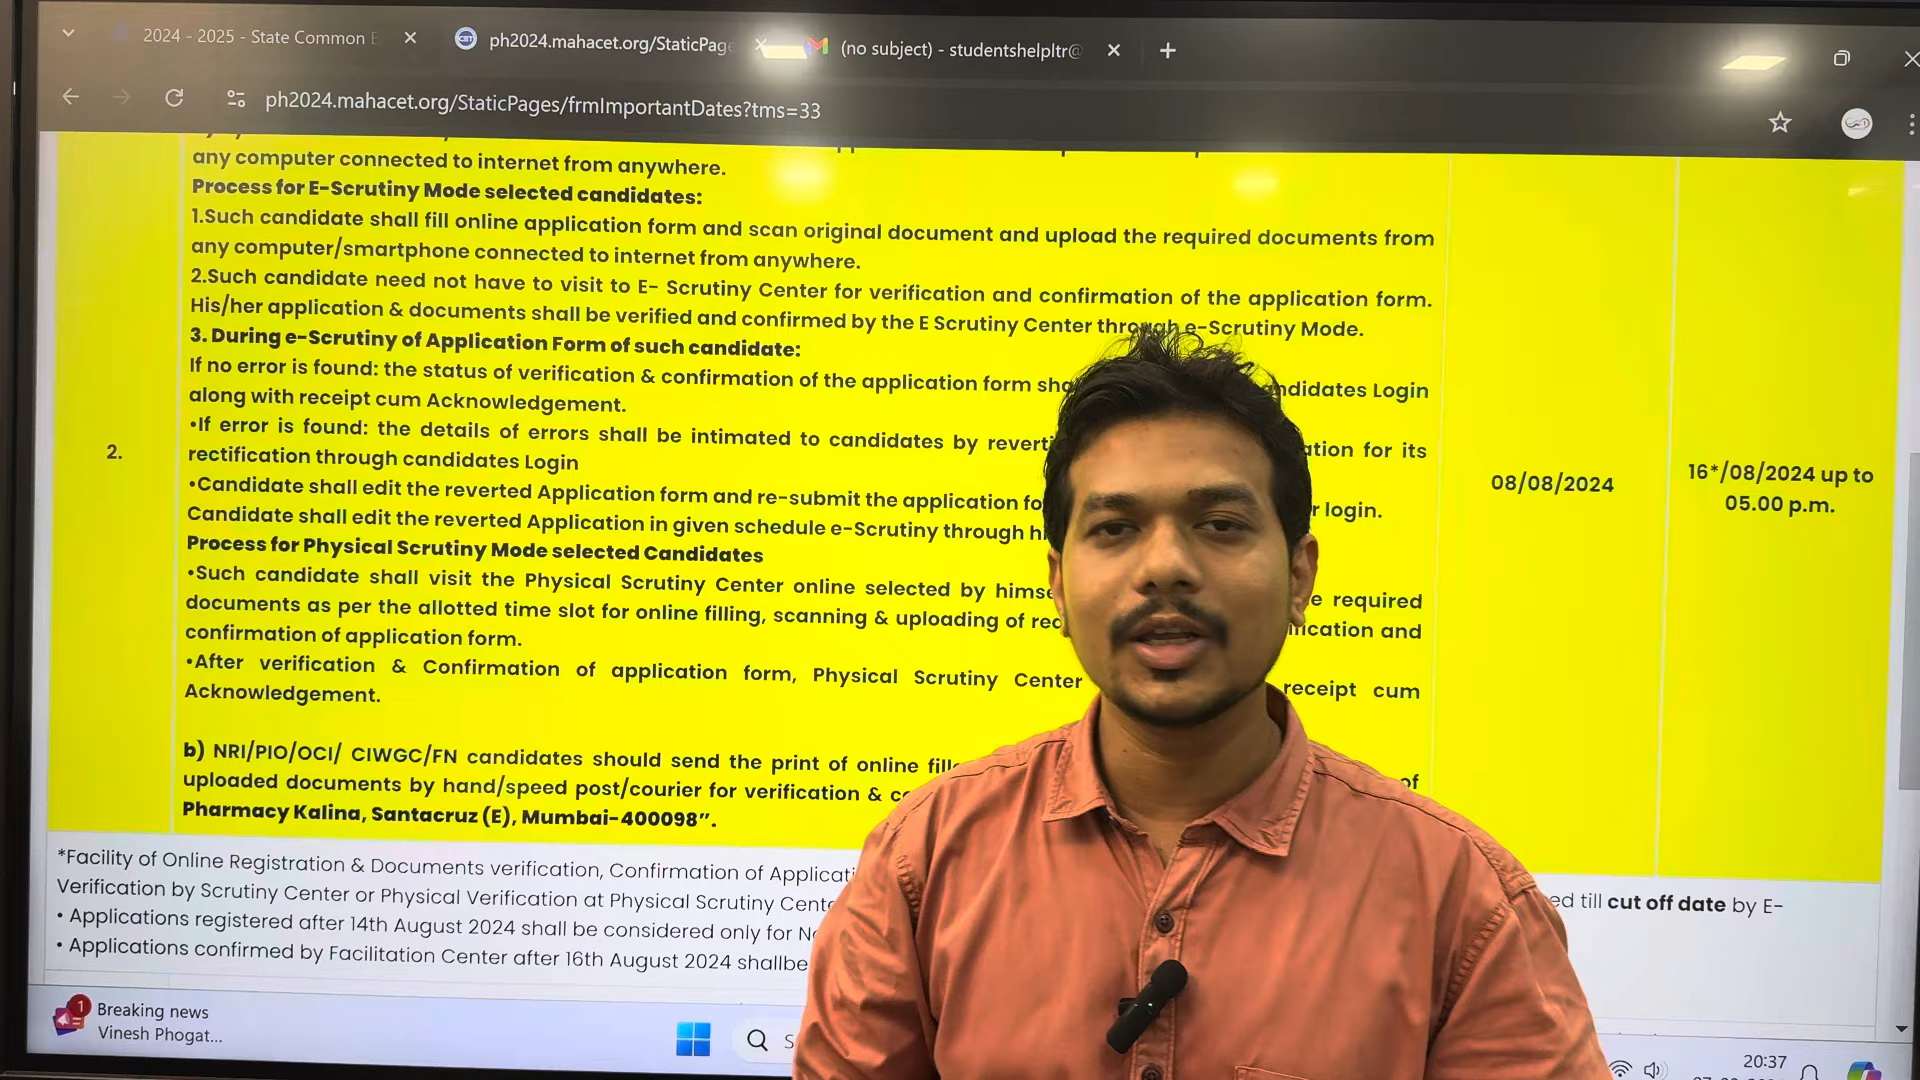 2024 - 2025 - State Common E
ph2024.mahacet.org/StaticPage
(no subject) - studentshelpltr@
ph2024.mahacet.org/StaticPages/frmImportantDates?tms=33
any computer connected to internet from anywhere.
Process for E-Scrutiny Mode selected candidates:
1.Such candidate shall fill online application form and scan original document and upload the required documents from
any computer/smartphone connected to internet from anywhere.
2.Such candidate need not have to visit to E- Scrutiny Center for verification and confirmation of the application form.
His/her application & documents shall be verified and confirmed by the E Scrutiny Center through e-Scrutiny Mode.
3. During e-Scrutiny of Application Form of such candidate:
If no error is found: the status of verification & confirmation of the application form Login
along with receipt cum Acknowledgement.
•If error is found: the details of errors shall be intimated to candidates by for its
rectification through candidates Login
•Candidate shall edit the reverted Application form and re-submit the application login.
Candidate shall edit the reverted Application in given schedule e-Scrutiny through
Process for Physical Scrutiny Mode selected Candidates
•Such candidate shall visit the Physical Scrutiny Center online selected by required
documents as per the allotted time slot for online filling, scanning & uploading of and
confirmation of application form.
•After verification & Confirmation of application form, Physical Scrutiny Center receipt cum
Acknowledgement.
b) NRI/PIO/OCI/ CIWGC/FN candidates should send the print of online of
uploaded documents by hand/speed post/courier for verification &
Pharmacy Kalina, Santacruz (E), Mumbai-400098”.
2.
08/08/2024
16*/08/2024 up to
05.00 p.m.
*Facility of Online Registration & Documents verification, Confirmation of
Verification by Scrutiny Center or Physical Verification at Physical Scrutiny till cut off date by E-
• Applications registered after 14th August 2024 shall be considered only for
• Applications confirmed by Facilitation Center after 16th August 2024 shallbe
1
Breaking news
Vinesh Phogat...
20:37